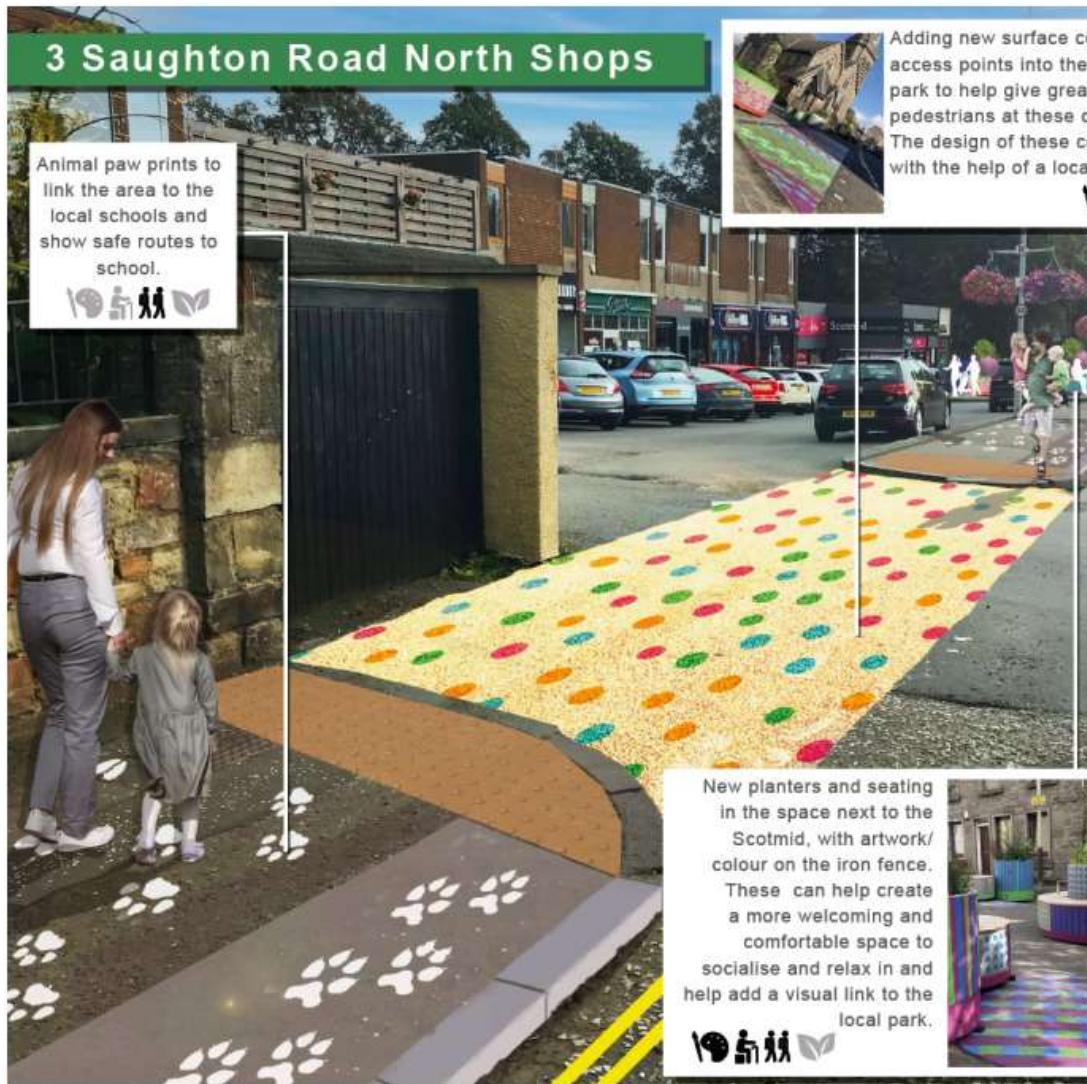 3 Saughton Road North Shops
Adding new surface
access points into the
park to help give
pedestrians at these
The design of these
with the help of a
Animal paw prints to
link the area to the
local schools and
show safe routes to
school.
Scotmid
New planters and seating
in the space next to the
Scotmid, with artwork/
colour on the iron fence.
These can help create
a more welcoming and
comfortable space to
socialise and relax in and
help add a visual link to the
local park.